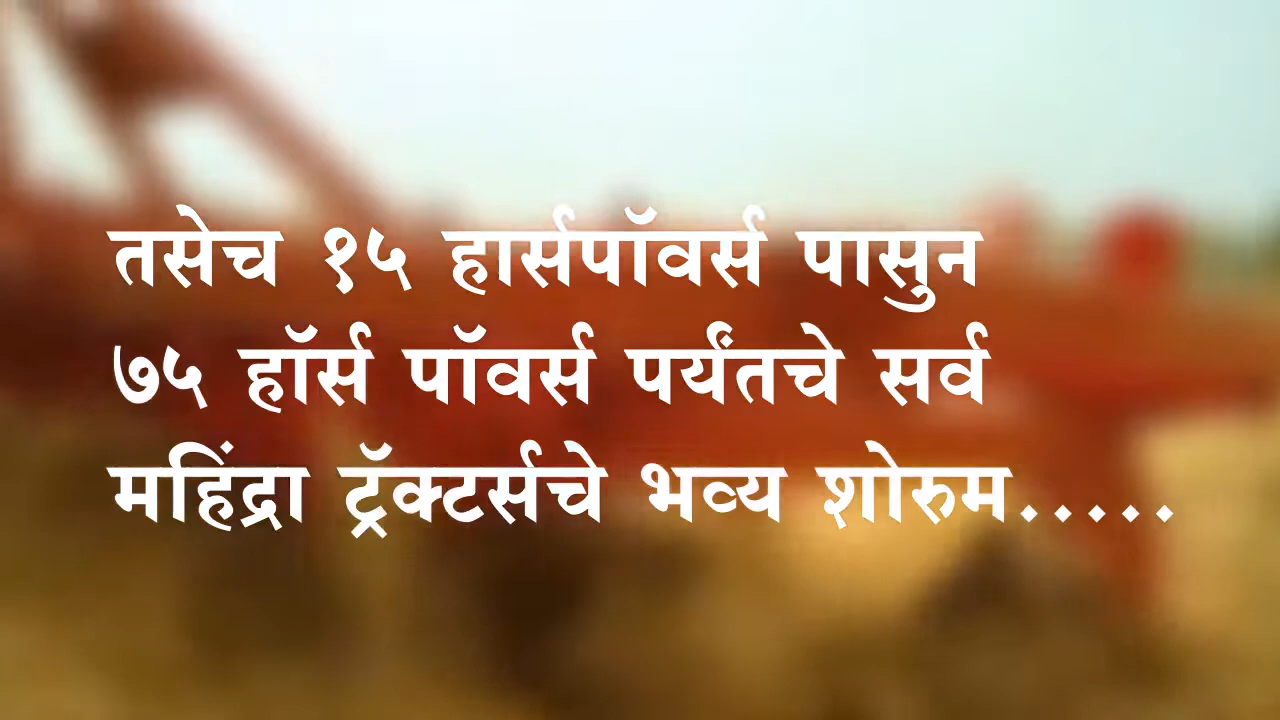 तसेच १५ हार्सपॉवर्स पासुन
७५ हॉर्स पॉवर्स पर्यंतचे सर्व
महिंद्रा ट्रॅक्टर्सचे भव्य शोरुम.....